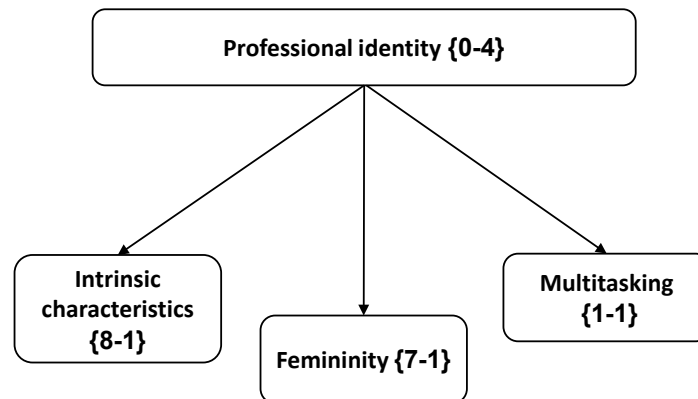 Professional identity {0-4}
Intrinsic
characteristics
{8-1}
Femininity {7-1}
Multitasking
{1-1}